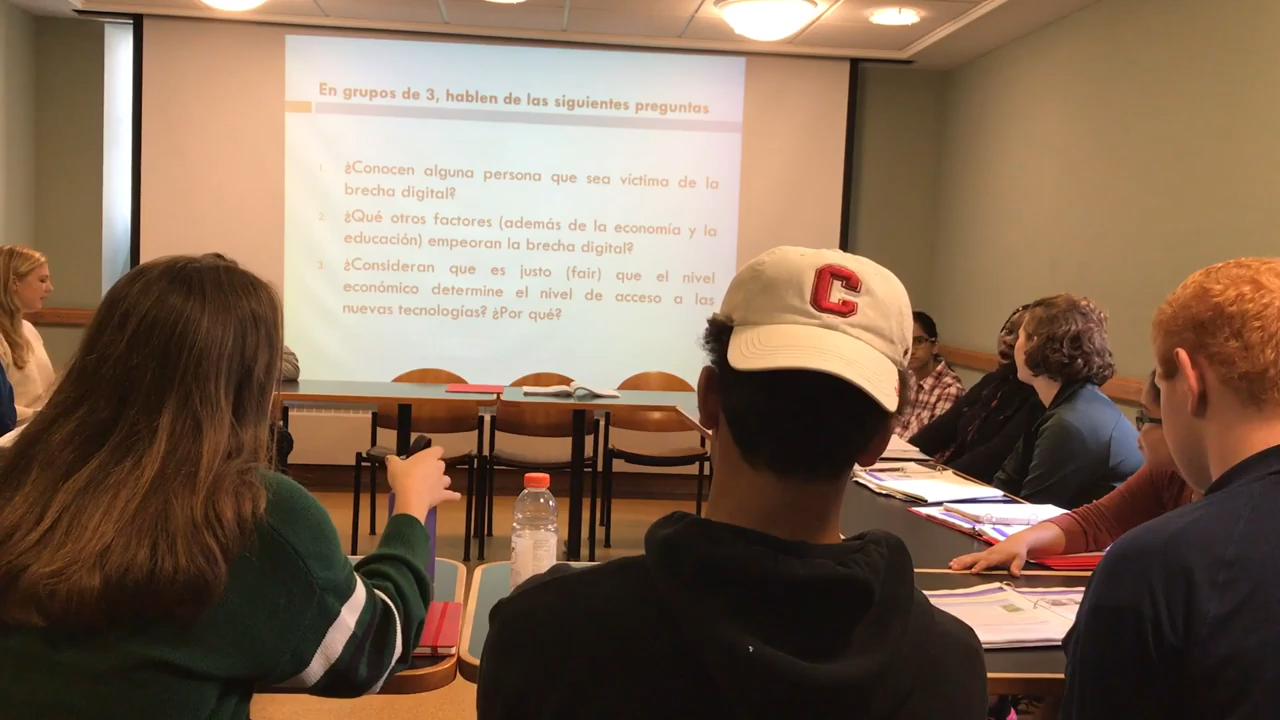 En grupos de 3, hablen de las siguientes preguntas
1. ¿Conocen alguna persona que sea víctima de la
brecha digital?
2. ¿Qué otros factores (además de la economía y la
educación) empeoran la brecha digital?
3. ¿Consideran que es justo (fair) que el nivel
económico determine el nivel de acceso a las
nuevas tecnologías? ¿Por qué?
C